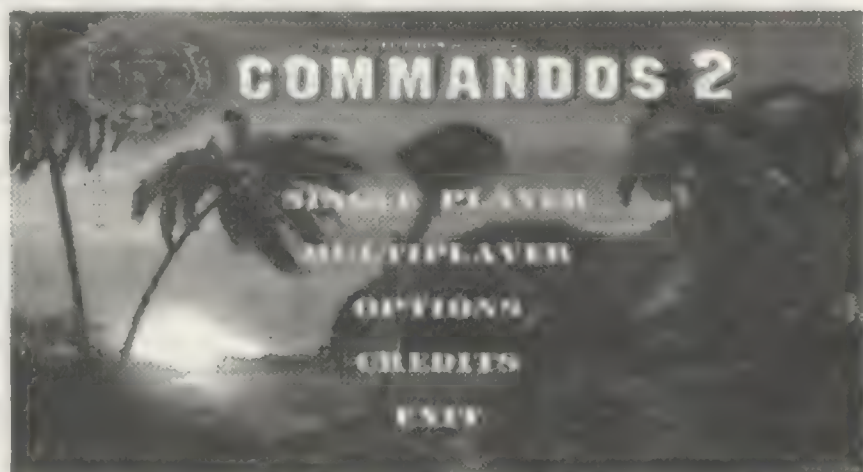 COMMANDOS 2
SINGLE PLAYER
MULTIPLAYER
OPTIONS
CREDITS
EXIT